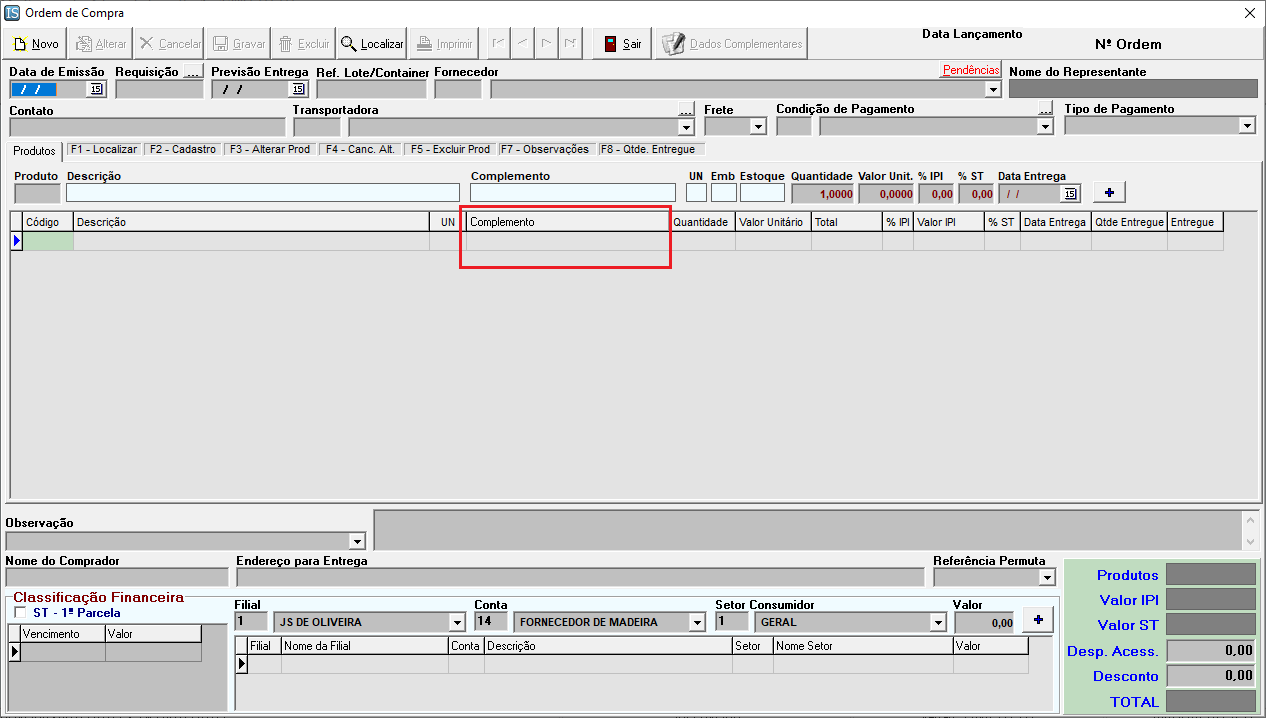 IS Ordem de Compra
Novo Alterar Cancelar Gravar Excluir Localizar Imprimir Sair Dados Complementares Data Lançamento Nº Ordem
Data de Emissão Requisição ... Previsão Entrega Ref. Lote/Container Fornecedor Pendências Nome do Representante
/ / 15 / / 15
Contato Transportadora ... Frete Condição de Pagamento ... Tipo de Pagamento
Produtos F1 - Localizar F2 - Cadastro F3 - Alterar Prod F4 - Canc. Alt. F5 - Excluir Prod F7 - Observações F8 - Qtde. Entregue
Produto Descrição Complemento UN Emb Estoque Quantidade Valor Unit. % IPI % ST Data Entrega
1,0000 0,0000 0,00 0,00 / / 15 +
Código Descrição UN Complemento Quantidade Valor Unitário Total % IPI Valor IPI % ST Data Entrega Qtde Entregue Entregue
Observação
Nome do Comprador Endereço para Entrega Referência Permuta
Classificação Financeira
ST - 1ª Parcela
Vencimento Valor
Filial Conta Setor Consumidor Valor
1 JS DE OLIVEIRA 14 FORNECEDOR DE MADEIRA 1 GERAL 0,00 +
Filial Nome da Filial Conta Descrição Setor Nome Setor Valor
Produtos
Valor IPI
Valor ST
Desp. Acess. 0,00
Desconto 0,00
TOTAL